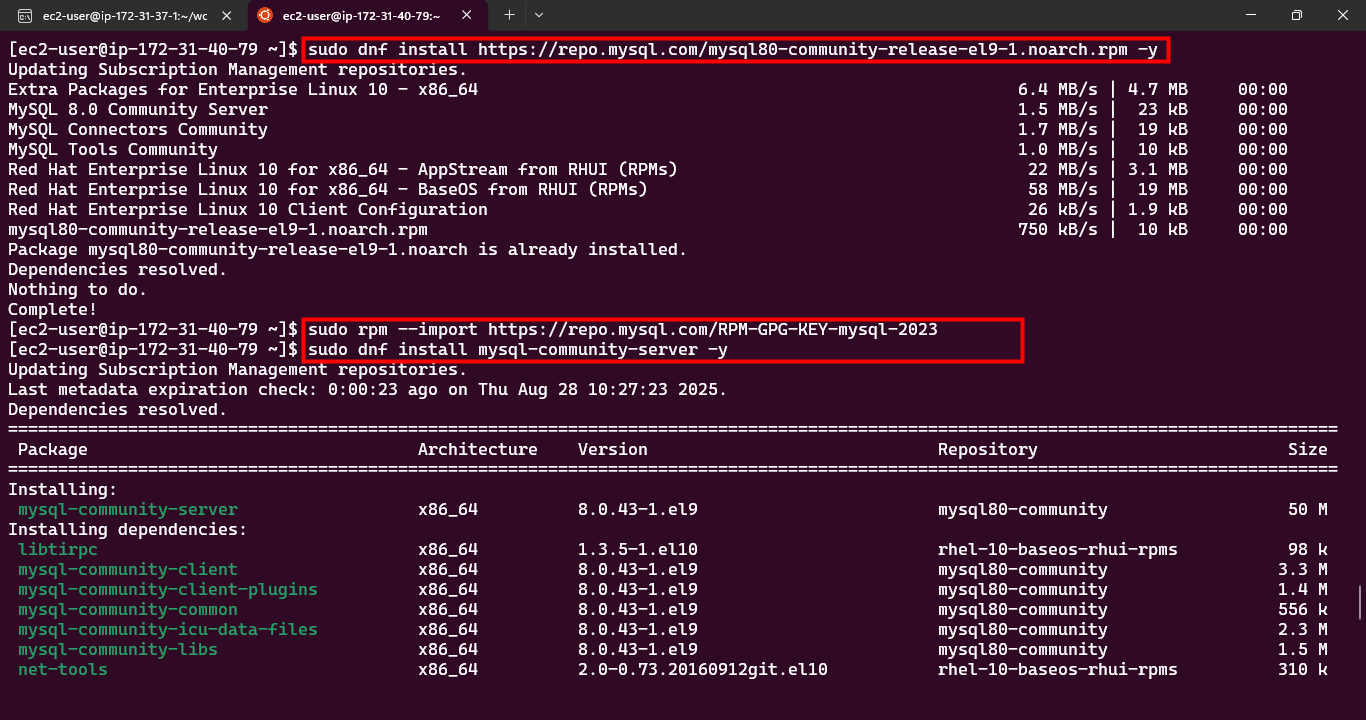 ec2-user@ip-172-31-37-1:~/wc
ec2-user@ip-172-31-40-79:~
[ec2-user@ip-172-31-40-79 ~]$ sudo dnf install https://repo.mysql.com/mysql80-community-release-el9-1.noarch.rpm -y
Updating Subscription Management repositories.
Extra Packages for Enterprise Linux 10 - x86_64 6.4 MB/s | 4.7 MB 00:00
MySQL 8.0 Community Server 1.5 MB/s | 23 kB 00:00
MySQL Connectors Community 1.7 MB/s | 19 kB 00:00
MySQL Tools Community 1.0 MB/s | 10 kB 00:00
Red Hat Enterprise Linux 10 for x86_64 - AppStream from RHUI (RPMs) 22 MB/s | 3.1 MB 00:00
Red Hat Enterprise Linux 10 for x86_64 - BaseOS from RHUI (RPMs) 58 MB/s | 19 MB 00:00
Red Hat Enterprise Linux 10 Client Configuration 26 kB/s | 1.9 kB 00:00
mysql80-community-release-el9-1.noarch.rpm 750 kB/s | 10 kB 00:00
Package mysql80-community-release-el9-1.noarch is already installed.
Dependencies resolved.
Nothing to do.
Complete!
[ec2-user@ip-172-31-40-79 ~]$ sudo rpm --import https://repo.mysql.com/RPM-GPG-KEY-mysql-2023
[ec2-user@ip-172-31-40-79 ~]$ sudo dnf install mysql-community-server -y
Updating Subscription Management repositories.
Last metadata expiration check: 0:00:23 ago on Thu Aug 28 10:27:23 2025.
Dependencies resolved.
=====================================================================================================================================
Package Architecture Version Repository Size
=====================================================================================================================================
Installing:
mysql-community-server x86_64 8.0.43-1.el9 mysql80-community 50 M
Installing dependencies:
libtirpc x86_64 1.3.5-1.el10 rhel-10-baseos-rhui-rpms 98 k
mysql-community-client x86_64 8.0.43-1.el9 mysql80-community 3.3 M
mysql-community-client-plugins x86_64 8.0.43-1.el9 mysql80-community 1.4 M
mysql-community-common x86_64 8.0.43-1.el9 mysql80-community 556 k
mysql-community-icu-data-files x86_64 8.0.43-1.el9 mysql80-community 2.3 M
mysql-community-libs x86_64 8.0.43-1.el9 mysql80-community 1.5 M
net-tools x86_64 2.0-0.73.20160912git.el10 rhel-10-baseos-rhui-rpms 310 k